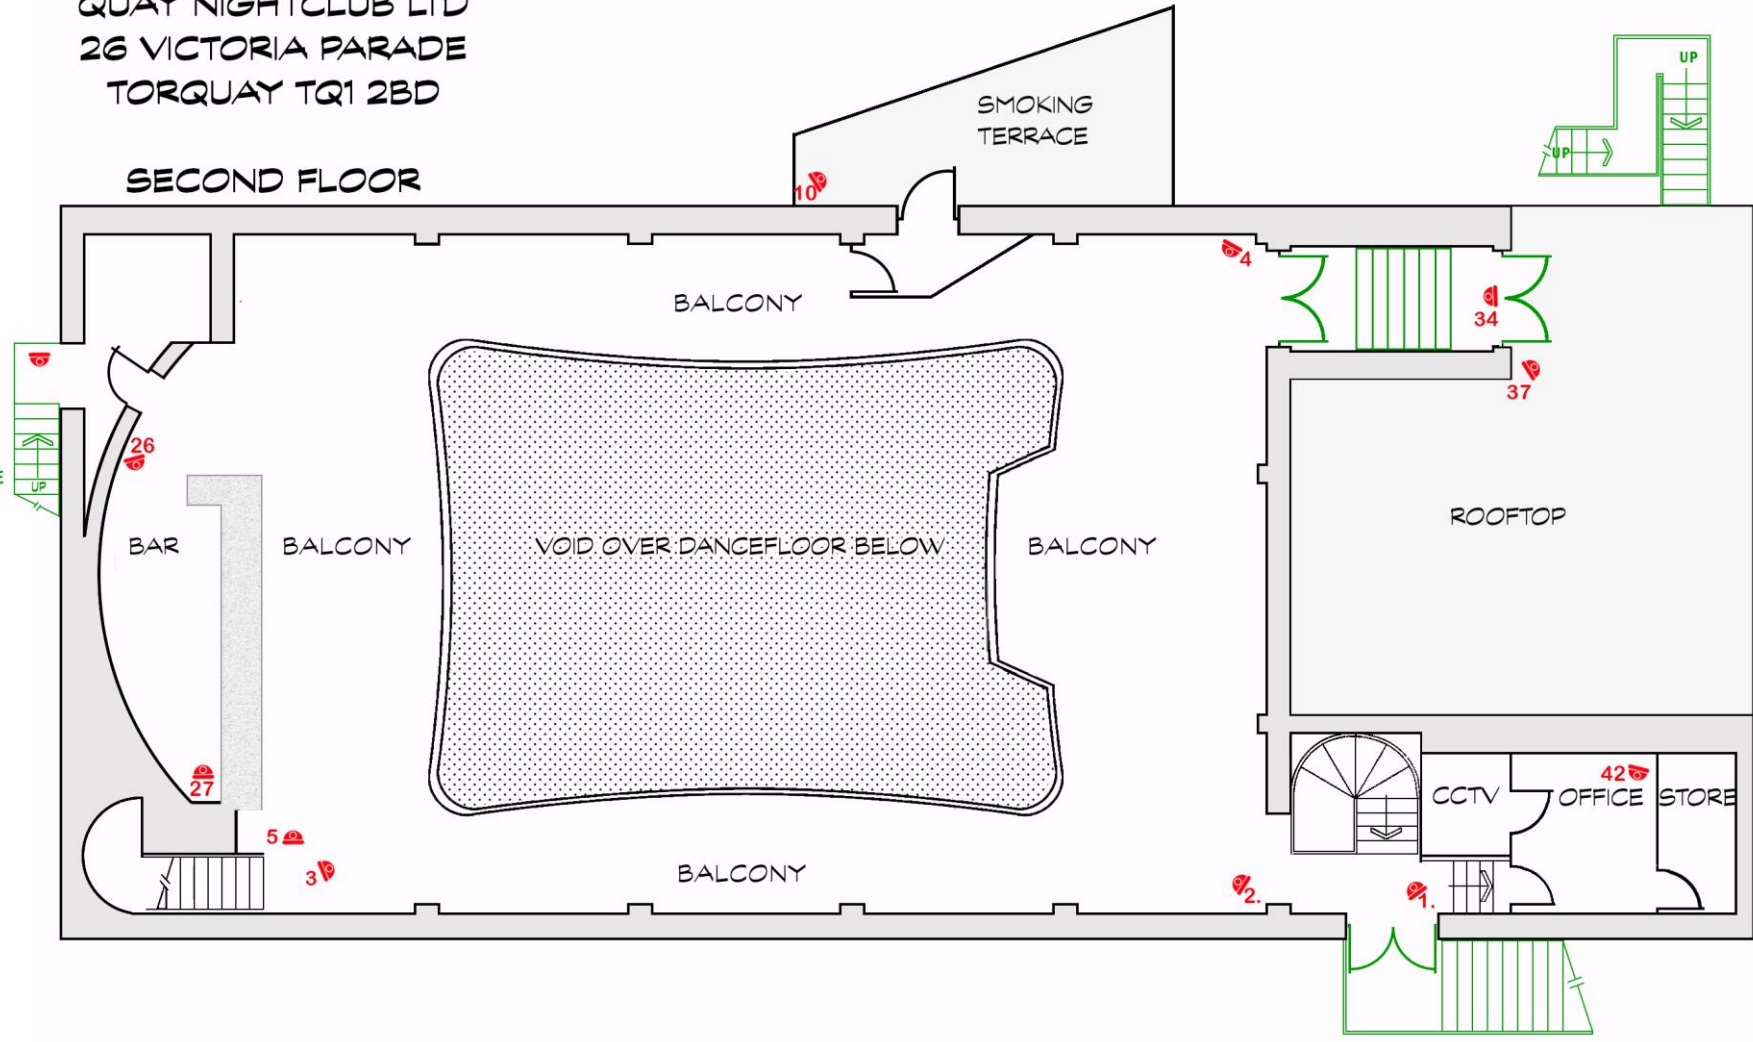 QUAY NIGHTCLUB LTD
26 VICTORIA PARADE
TORQUAY TQ1 2BD
SECOND FLOOR
SMOKING
TERRACE
UP
UP
10
4
BALCONY
34
37
26
UP
BAR
BALCONY
VOID OVER DANCEFLOOR BELOW
BALCONY
ROOFTOP
27
42
CCTV
OFFICE
STORE
5
3
BALCONY
2.
1.